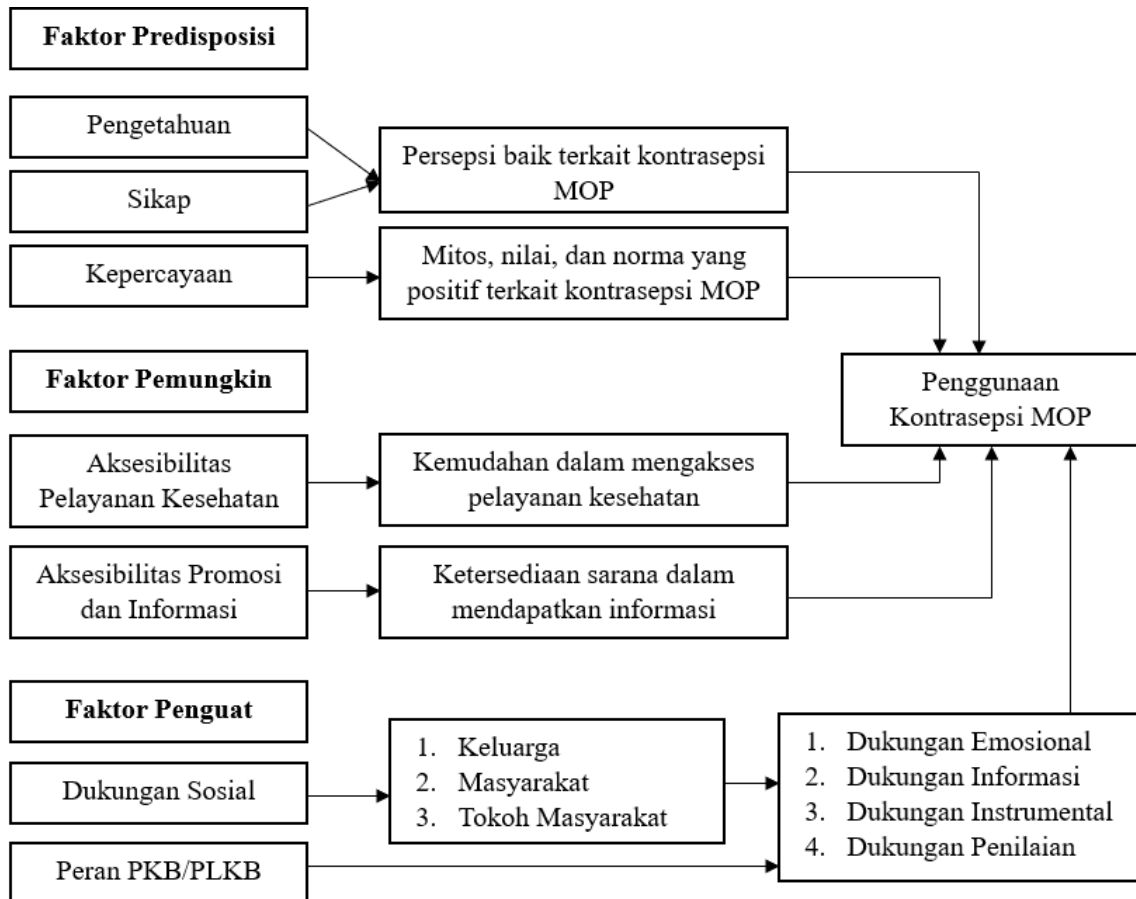 Faktor Predisposisi
Pengetahuan
Sikap
Kepercayaan
Persepsi baik terkait kontrasepsi
MOP
Mitos, nilai, dan norma yang
positif terkait kontrasepsi MOP
Faktor Pemungkin
Aksesibilitas
Pelayanan Kesehatan
Kemudahan dalam mengakses
pelayanan kesehatan
Aksesibilitas Promosi
dan Informasi
Ketersediaan sarana dalam
mendapatkan informasi
Penggunaan
Kontrasepsi MOP
Faktor Penguat
Dukungan Sosial
Peran PKB/PLKB
1. Keluarga
2. Masyarakat
3. Tokoh Masyarakat
1. Dukungan Emosional
2. Dukungan Informasi
3. Dukungan Instrumental
4. Dukungan Penilaian